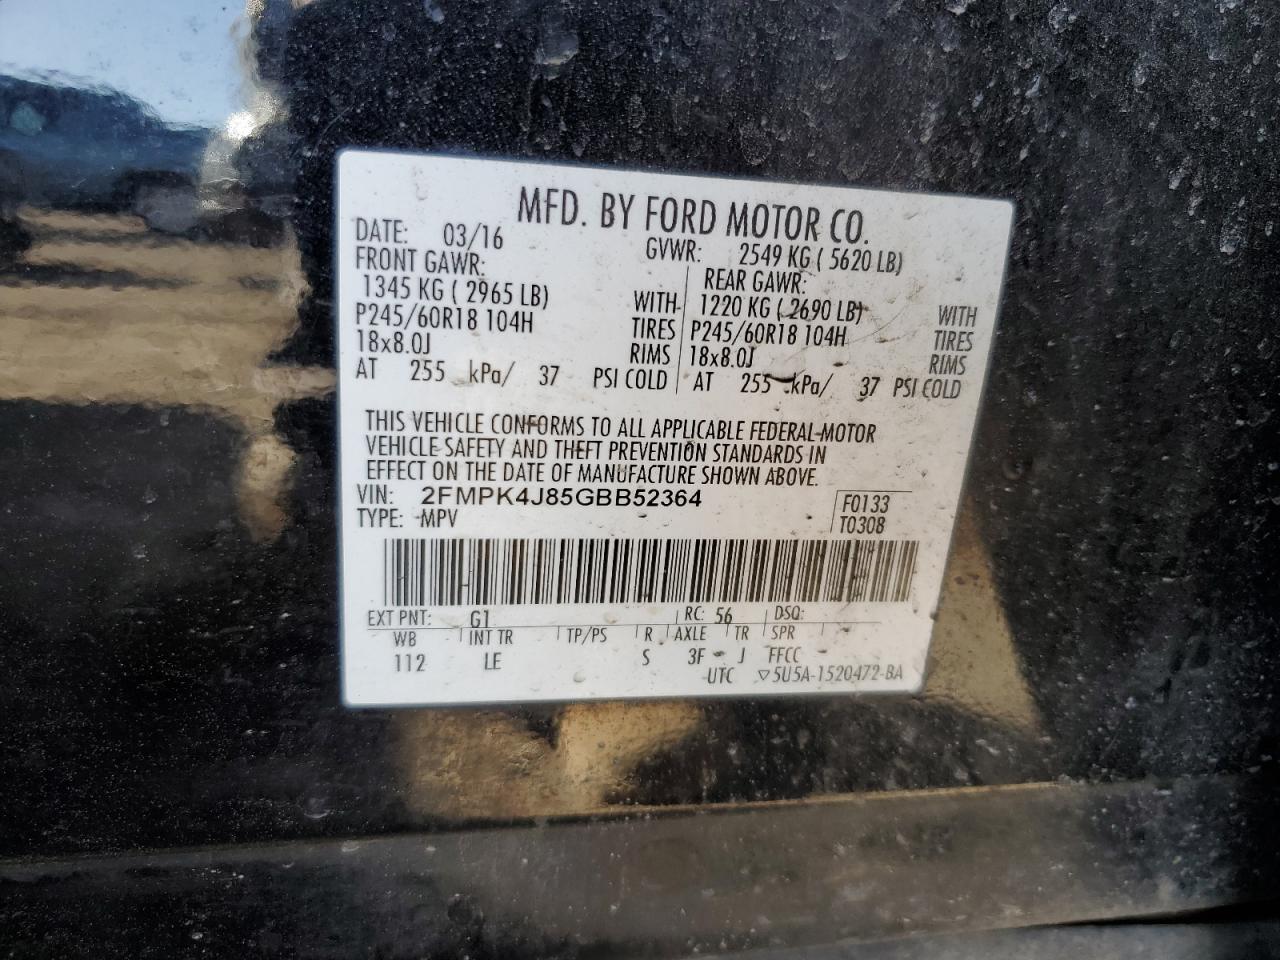 MFD. BY FORD MOTOR CO.
DATE: 03/16 GVWR: 2549 KG ( 5620 LB)
FRONT GAWR: REAR GAWR:
1345 KG ( 2965 LB) WITH 1220 KG ( 2690 LB) WITH
P245/60R18 104H TIRES P245/60R18 104H TIRES
18x8.0J RIMS 18x8.0J RIMS
AT 255 kPa/ 37 PSI COLD AT 255 kPa/ 37 PSI COLD
THIS VEHICLE CONFORMS TO ALL APPLICABLE FEDERAL MOTOR
VEHICLE SAFETY AND THEFT PREVENTION STANDARDS IN
EFFECT ON THE DATE OF MANUFACTURE SHOWN ABOVE.
VIN: 2FMPK4J85GBB52364 F0133
TYPE: MPV T0308
EXT PNT: G1 RC: 56 DSQ:
WB INT TR TP/PS R AXLE TR SPR
112 LE S 3F J FFCC
UTC ▽5U5A-1520472-BA